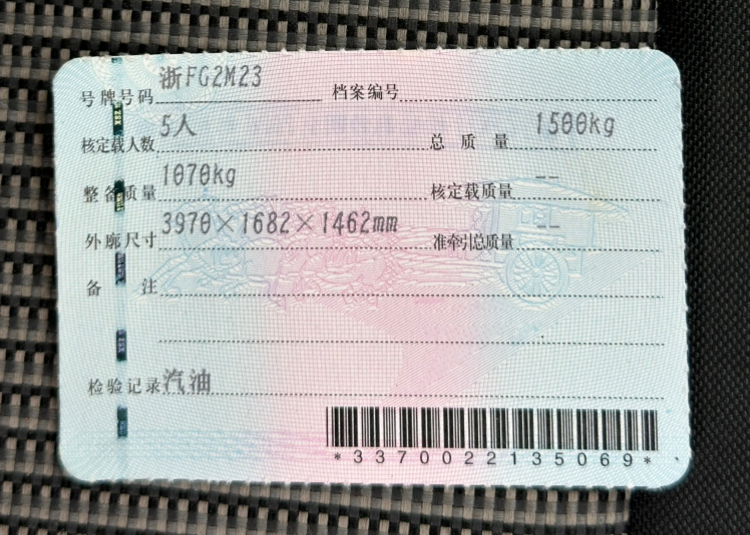 号牌号码 浙FG2M23 档案编号
核定载人数 5人 总质量 1500kg
整备质量 1070kg 核定载质量 --
外廓尺寸 3970×1682×1462mm 准牵引总质量 --
备注
检验记录 汽油
*3370022135069*